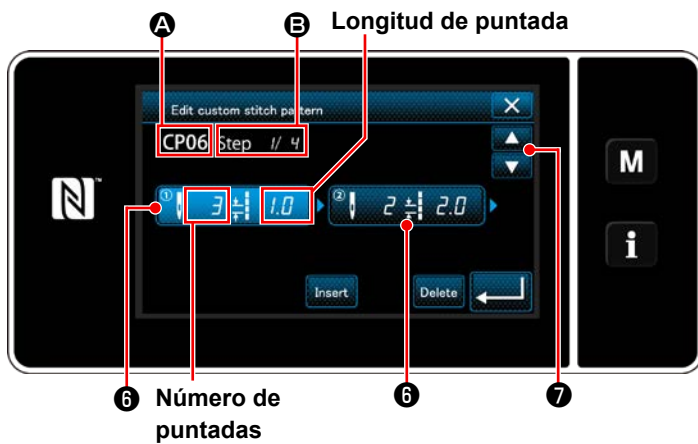 A B Longitud de puntada
Edit custom stitch pattern X
CP06 Step 1/ 4
① 3 1.0 ② 2 2.0
Insert Delete
M
i
N
6 Número de puntadas 6 7